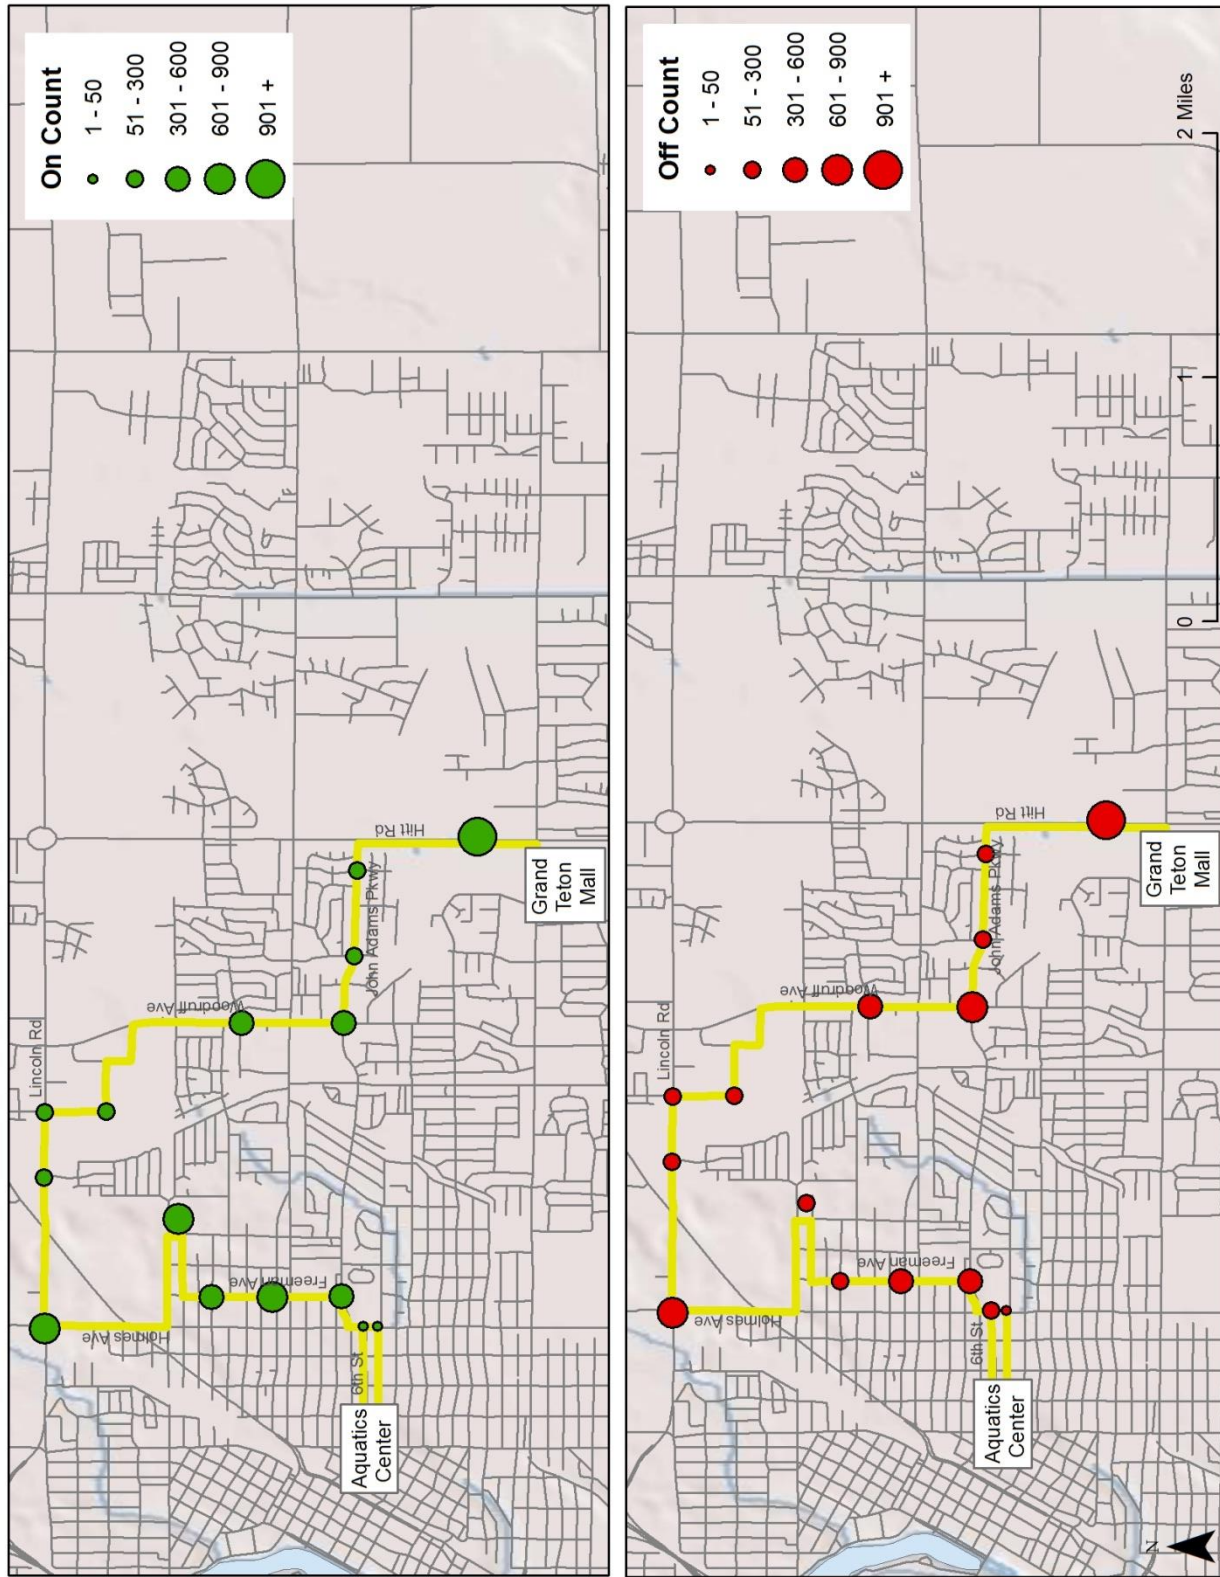 On Count
1 - 50
51 - 300
301 - 600
601 - 900
901 +
Lincoln Rd
Woodruff Ave
Holmes Ave
Freeman Ave
6th St
John Adams Pkwy
Hitt Rd
Aquatics
Center
Grand
Teton
Mall
Off Count
1 - 50
51 - 300
301 - 600
601 - 900
901 +
Lincoln Rd
Woodruff Ave
Holmes Ave
Freeman Ave
6th St
John Adams Pkwy
Hitt Rd
Aquatics
Center
Grand
Teton
Mall
N
0
1
2 Miles